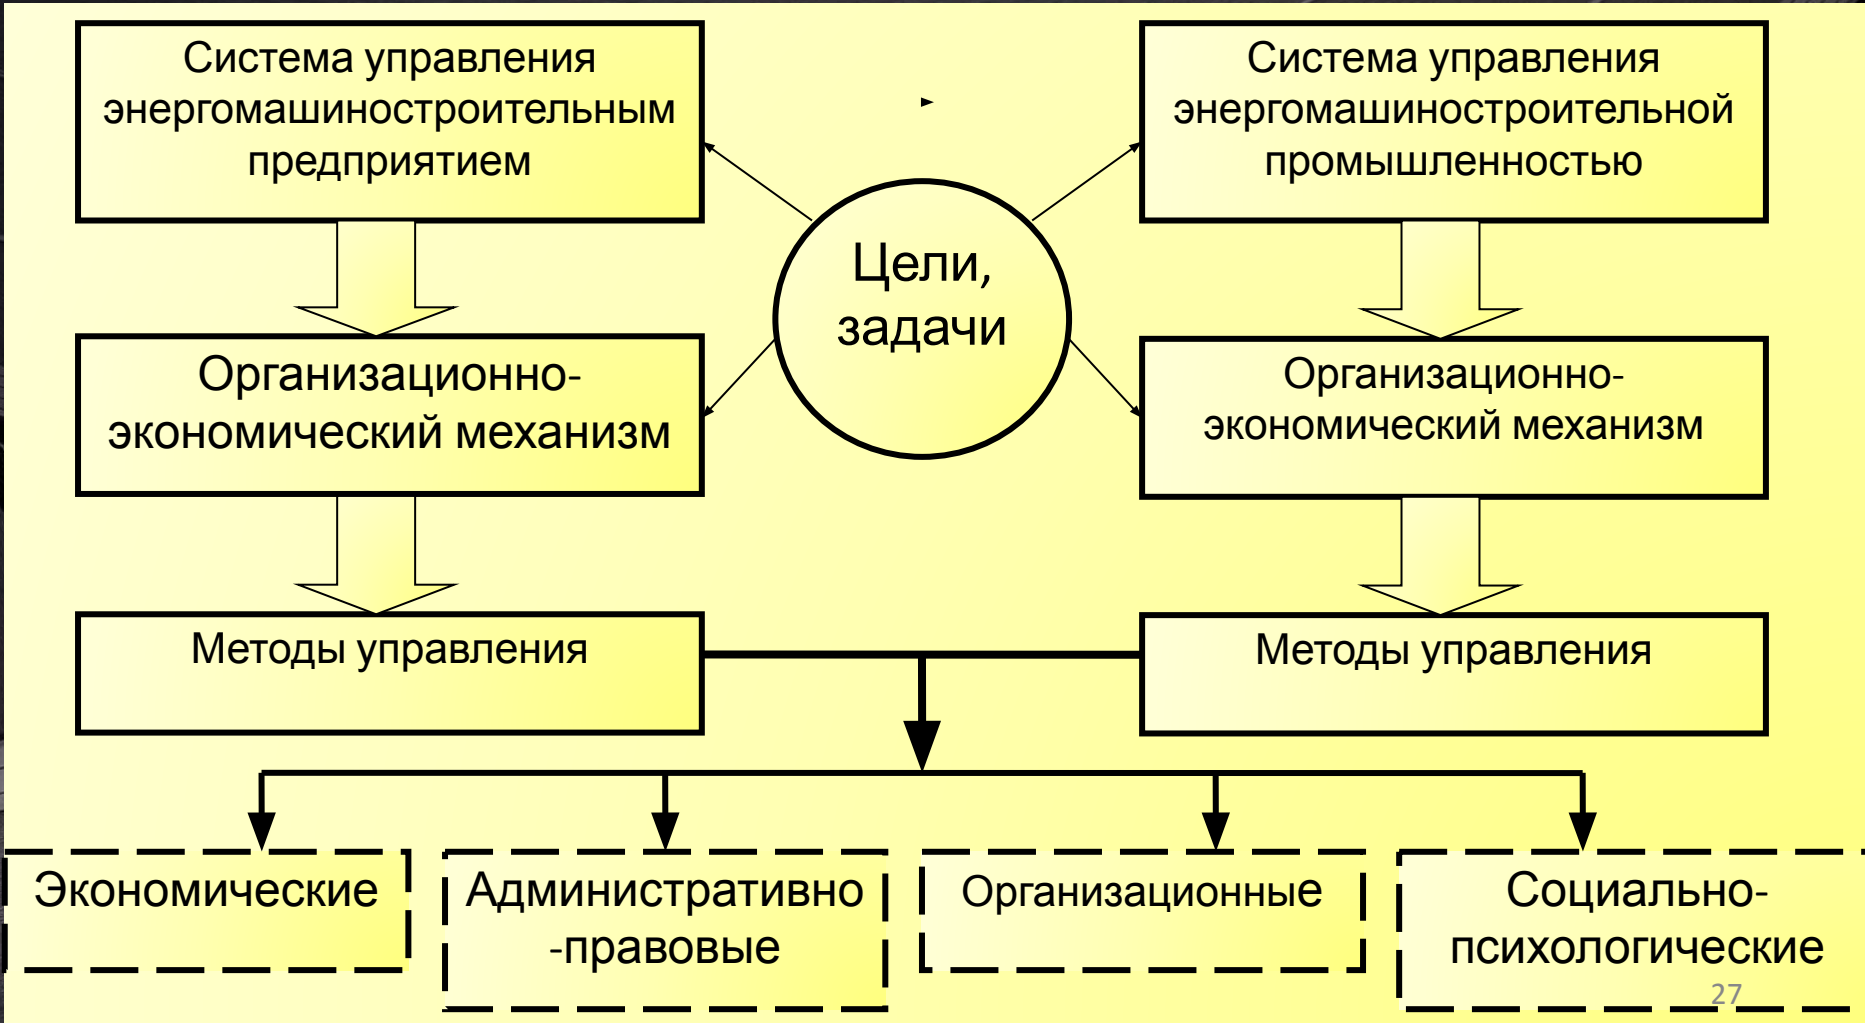 Система управления
энергомашиностроительным
предприятием
Система управления
энергомашиностроительной
промышленностью
Цели,
задачи
Организационно-
экономический механизм
Организационно-
экономический механизм
Методы управления
Методы управления
Экономические
Административно
-правовые
Организационные
Социально-
психологические
27